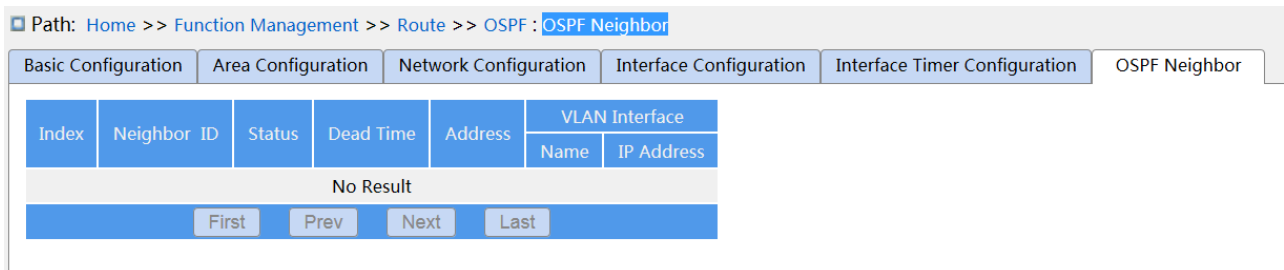 Path: Home >> Function Management >> Route >> OSPF : OSPF Neighbor
Basic Configuration Area Configuration Network Configuration Interface Configuration Interface Timer Configuration OSPF Neighbor
Index Neighbor ID Status Dead Time Address VLAN Interface
Name IP Address
No Result
First Prev Next Last